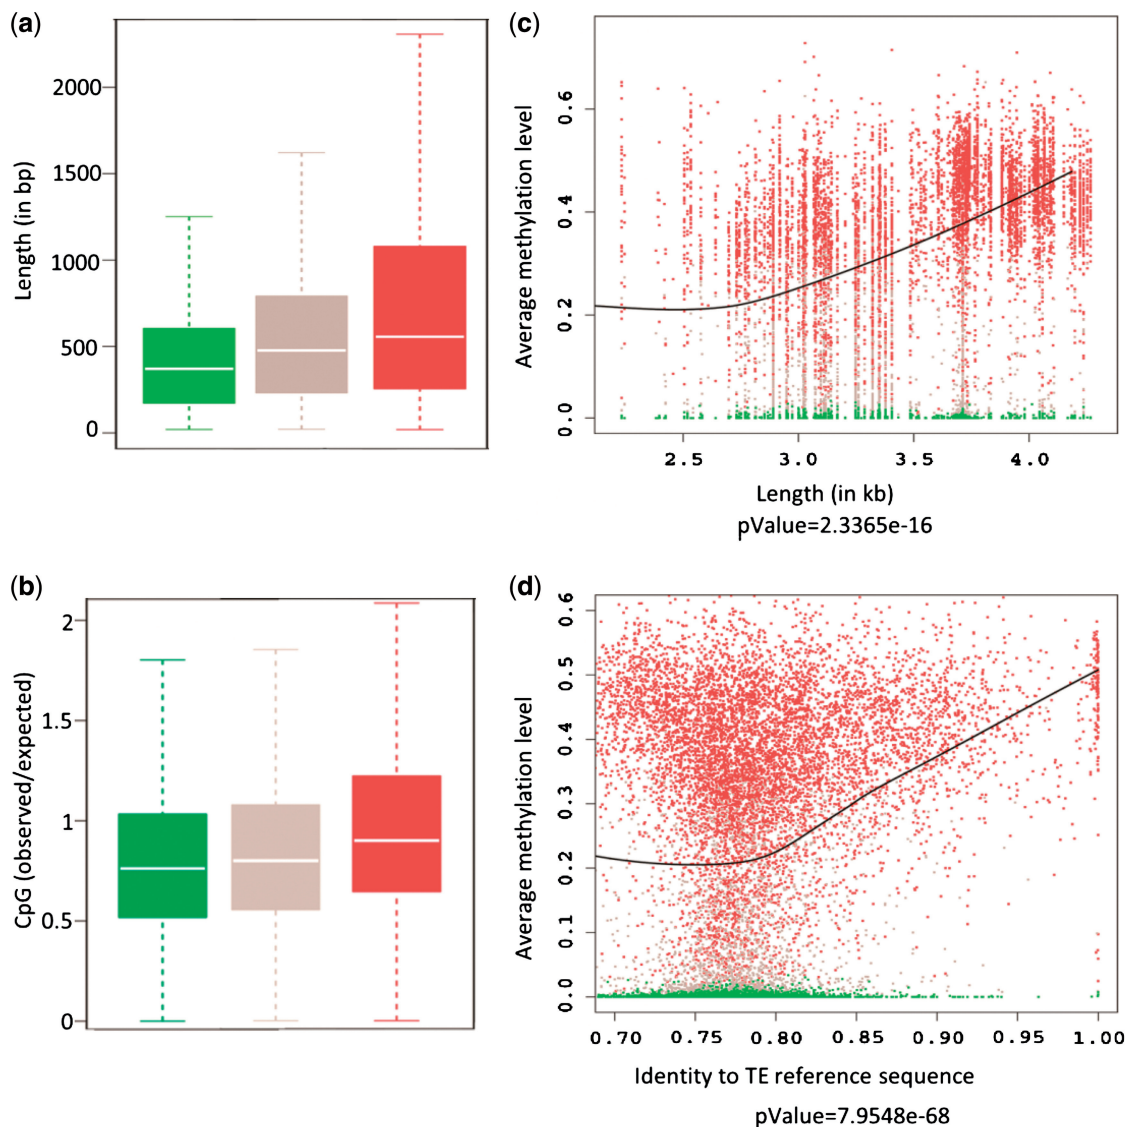 (a)
Length (in bp)
2000
1500
1000
500
0
(c)
Average methylation level
0.6
0.4
0.2
0.0
2.5 3.0 3.5 4.0
Length (in kb)
pValue=2.3365e-16
(b)
CpG (observed/expected)
2
1.5
1
0.5
0
(d)
Average methylation level
0.6
0.5
0.4
0.3
0.2
0.1
0.0
0.70 0.75 0.80 0.85 0.90 0.95 1.00
Identity to TE reference sequence
pValue=7.9548e-68